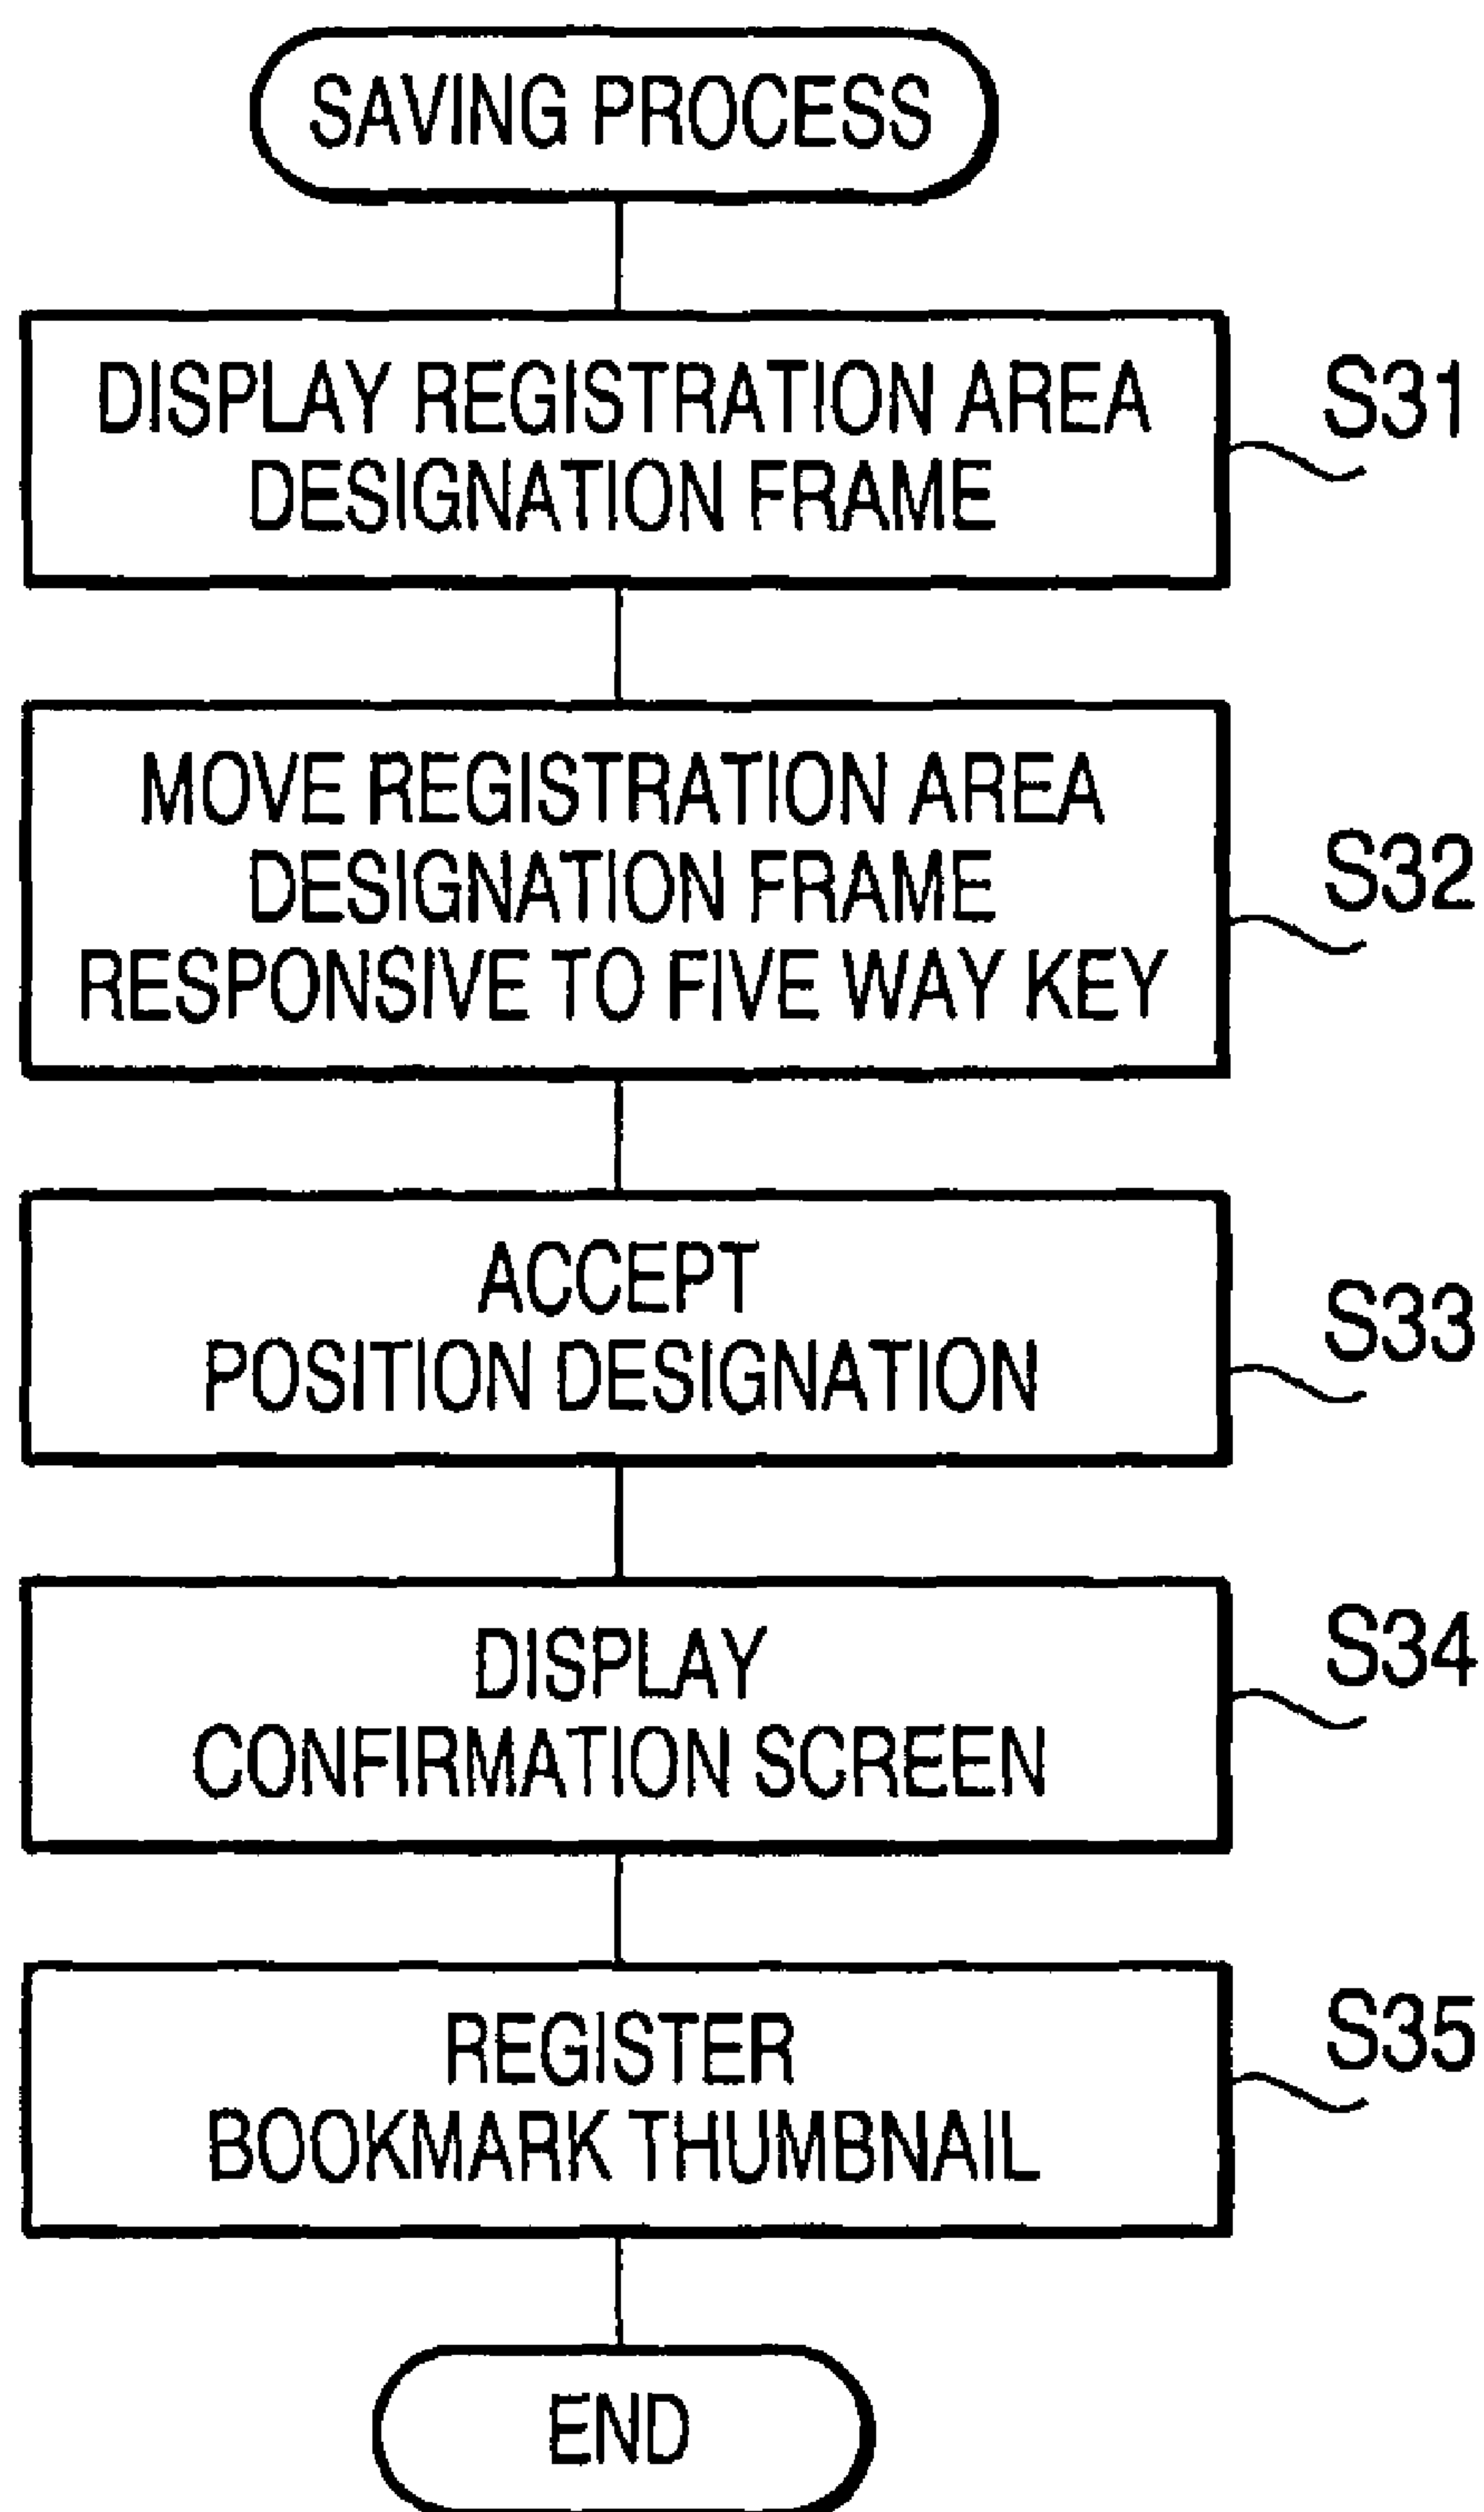 SAVING PROCESS
DISPLAY REGISTRATION AREA
DESIGNATION FRAME
S31
MOVE REGISTRATION AREA
DESIGNATION FRAME
RESPONSIVE TO FIVE WAY KEY
S32
ACCEPT
POSITION DESIGNATION
S33
DISPLAY
CONFIRMATION SCREEN
S34
REGISTER
BOOKMARK THUMBNAIL
S35
END